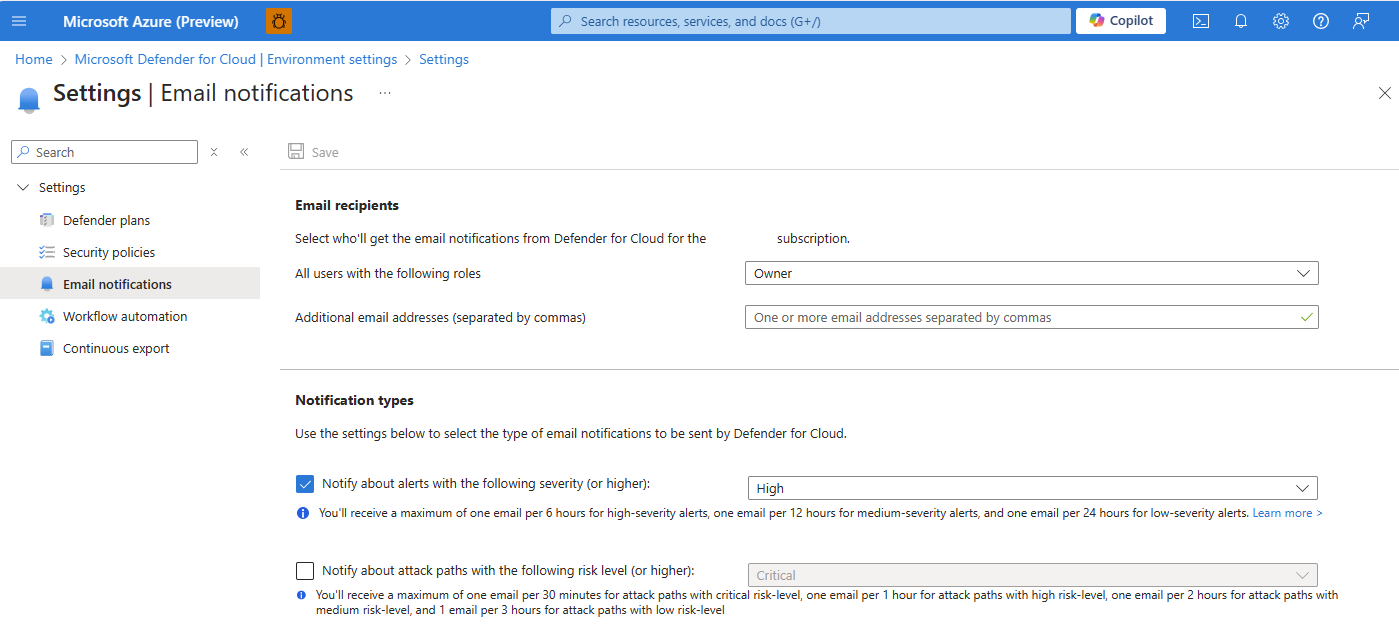 Microsoft Azure (Preview)
Search resources, services, and docs (G+/)
Copilot
Home > Microsoft Defender for Cloud | Environment settings > Settings
Settings | Email notifications ...
Search
Save
Settings
Defender plans
Security policies
Email notifications
Workflow automation
Continuous export
Email recipients
Select who'll get the email notifications from Defender for Cloud for the subscription.
All users with the following roles
Owner
Additional email addresses (separated by commas)
One or more email addresses separated by commas
Notification types
Use the settings below to select the type of email notifications to be sent by Defender for Cloud.
Notify about alerts with the following severity (or higher):
High
You'll receive a maximum of one email per 6 hours for high-severity alerts, one email per 12 hours for medium-severity alerts, and one email per 24 hours for low-severity alerts. Learn more >
Notify about attack paths with the following risk level (or higher):
Critical
You'll receive a maximum of one email per 30 minutes for attack paths with critical risk-level, one email per 1 hour for attack paths with high risk-level, one email per 2 hours for attack paths with
medium risk-level, and 1 email per 3 hours for attack paths with low risk-level